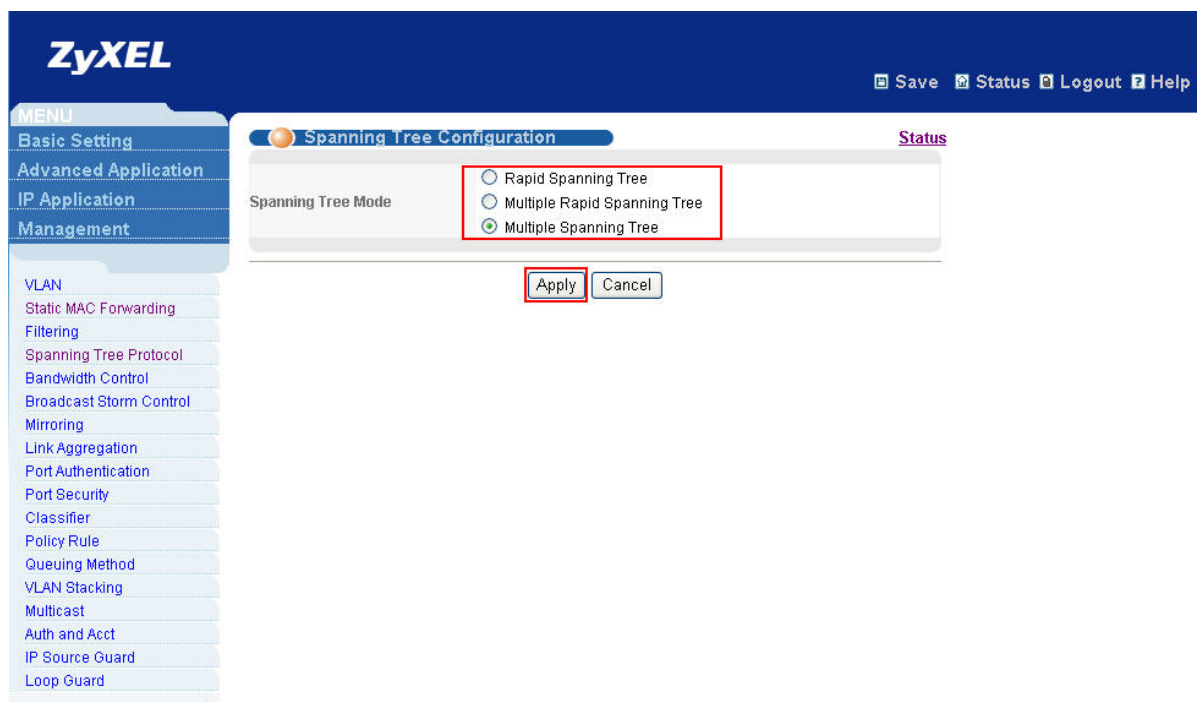 ZyXEL
Save Status Logout Help
MENU
Basic Setting
Advanced Application
IP Application
Management
VLAN
Static MAC Forwarding
Filtering
Spanning Tree Protocol
Bandwidth Control
Broadcast Storm Control
Mirroring
Link Aggregation
Port Authentication
Port Security
Classifier
Policy Rule
Queuing Method
VLAN Stacking
Multicast
Auth and Acct
IP Source Guard
Loop Guard
Spanning Tree Configuration
Status
Spanning Tree Mode
Rapid Spanning Tree
Multiple Rapid Spanning Tree
Multiple Spanning Tree
Apply Cancel